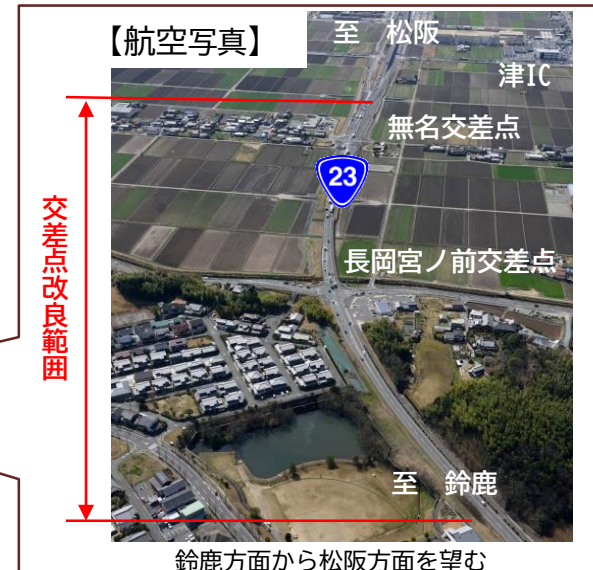 【航空写真】
至 松阪
津IC
無名交差点
23
長岡宮ノ前交差点
交差点改良範囲
至 鈴鹿
鈴鹿方面から松阪方面を望む